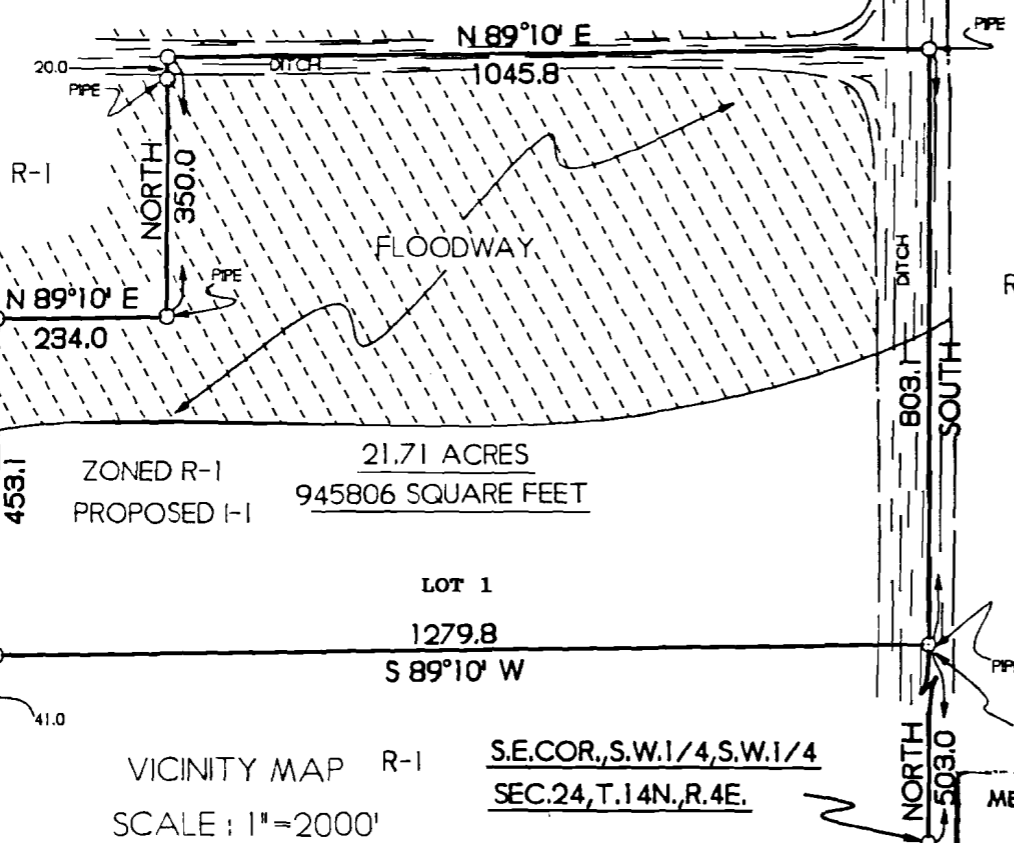 N 89°10' E
1045.8
PIPE
20.0
DITCH
PIPE
R-1
NORTH
350.0
FLOODWAY
PIPE
DITCH
N 89°10' E
234.0
803.1
SOUTH
453.1
ZONED R-1
PROPOSED I-1
21.71 ACRES
945806 SQUARE FEET
LOT 1
1279.8
S 89°10' W
41.0
VICINITY MAP
SCALE : 1"=2000'
R-1
S.E.COR.,S.W.1/4,S.W.1/4
SEC.24,T.14N.,R.4E.
NORTH
503.0